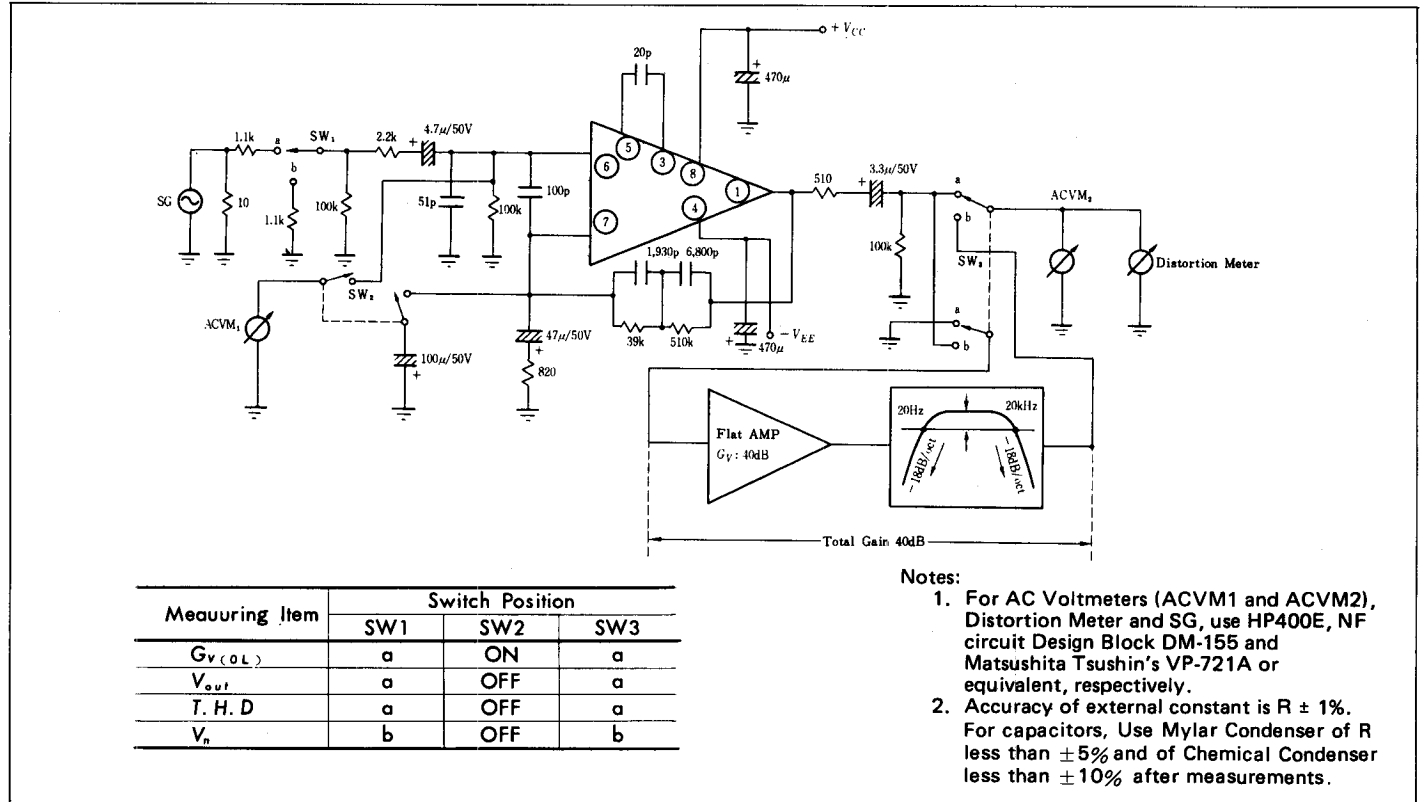 + VCC
20p
+
470μ
1.1k
a
SW1
2.2k
+
4.7μ/50V
b
SG
10
1.1k
100k
51p
100k
100p
5
6
3
8
1
7
4
510
3.3μ/50V
+
a
b
SW3
100k
ACVM2
Distortion Meter
1,930p
6,800p
39k
510k
+
470μ
− VEE
a
b
SW2
ACVM1
100μ/50V
+
47μ/50V
+
820
Flat AMP
GV : 40dB
20Hz
20kHz
−18dB/oct
−18dB/oct
Total Gain 40dB
Meauuring Item
Switch Position
SW1
SW2
SW3
GV(OL)
a
ON
a
Vout
a
OFF
a
T. H. D
a
OFF
a
Vn
b
OFF
b
Notes:
1. For AC Voltmeters (ACVM1 and ACVM2),
Distortion Meter and SG, use HP400E, NF
circuit Design Block DM-155 and
Matsushita Tsushin's VP-721A or
equivalent, respectively.
2. Accuracy of external constant is R ± 1%.
For capacitors, Use Mylar Condenser of R
less than ±5% and of Chemical Condenser
less than ±10% after measurements.